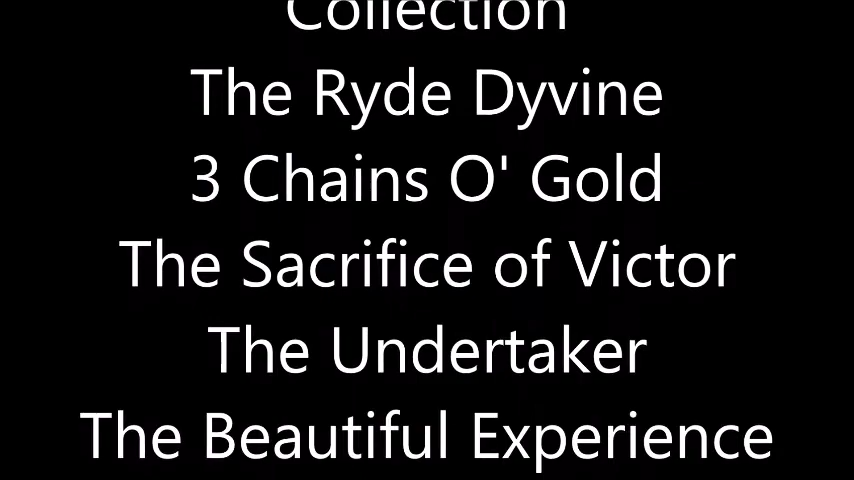 Collection
The Ryde Dyvine
3 Chains O' Gold
The Sacrifice of Victor
The Undertaker
The Beautiful Experience